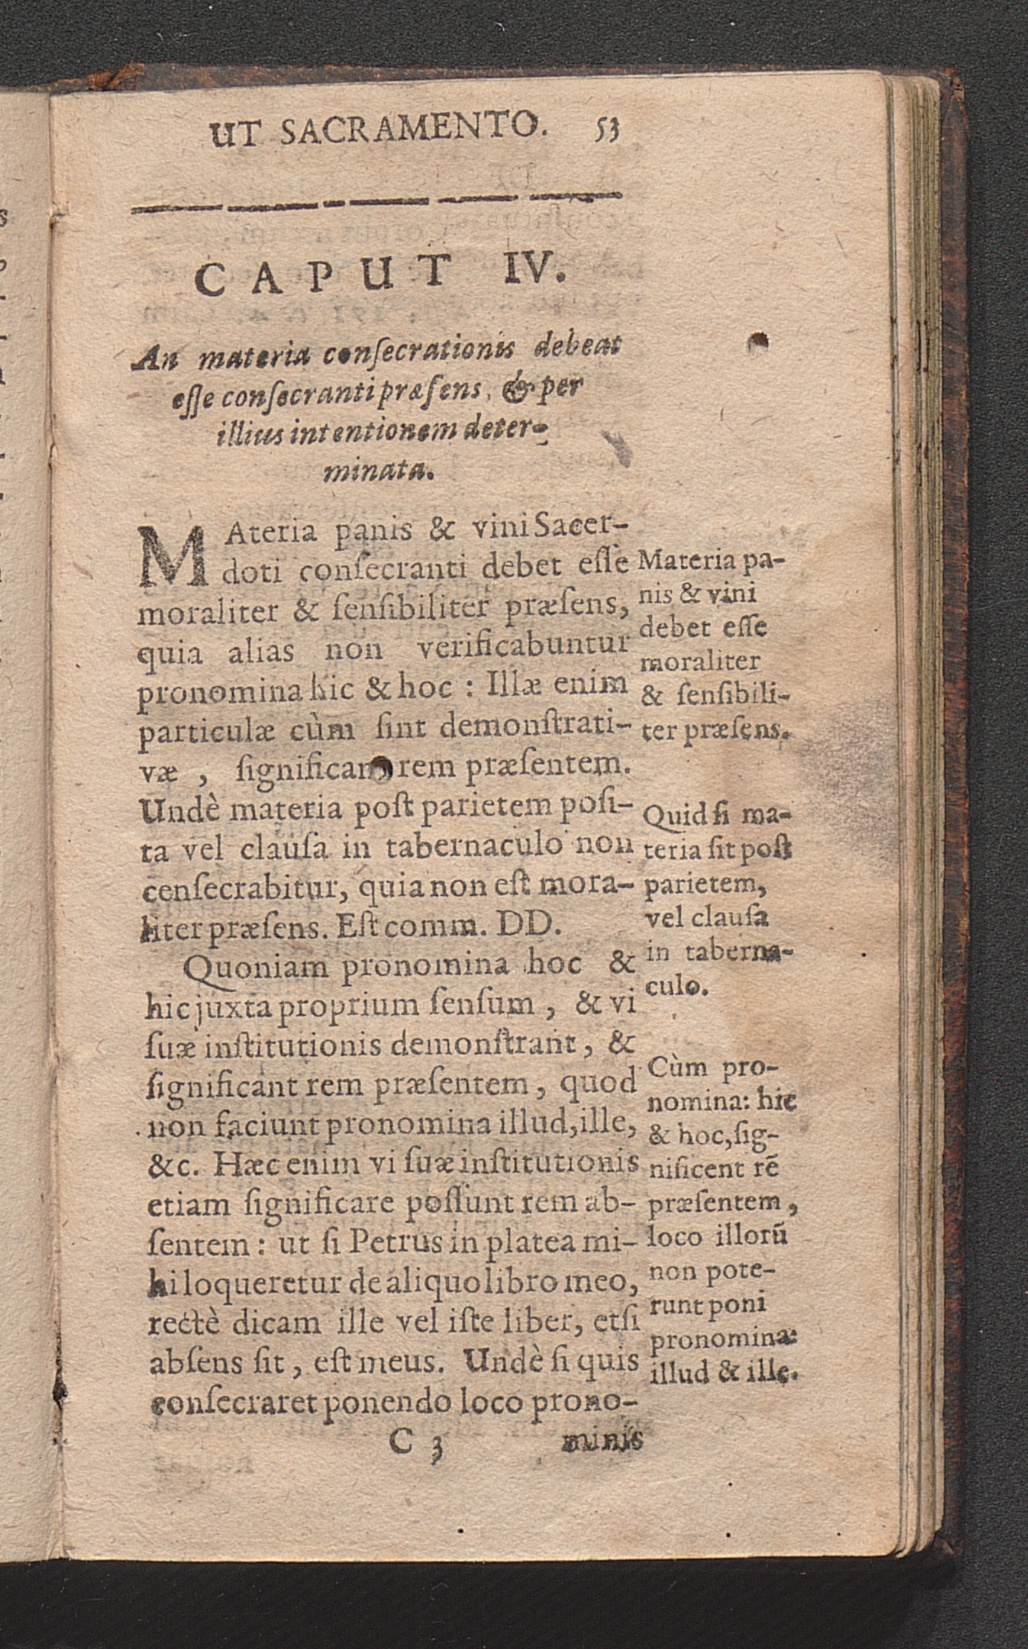 UT SACRAMENTO. 53
CAPUT IV.
An materia conſecrationis debeat
eſſe conſecranti præſens, & per
illius intentionem deter-
minata.
MAteria panis & vini Sacer-
doti conſecranti debet eſſe
moraliter & ſenſibiliter præſens,
quia alias non verificabuntur
pronomina hic & hoc : Illæ enim
particulæ cùm ſint demonſtrati-
væ , ſignificant rem præſentem.
Undè materia poſt parietem poſi-
ta vel clauſa in tabernaculo non
cenſecrabitur, quia non eſt mora-
liter præſens. Eſt comm. DD.
Quoniam pronomina hoc &
hic juxta proprium ſenſum , & vi
ſuæ inſtitutionis demonſtrant , &
ſignificant rem præſentem , quod
non faciunt pronomina illud, ille,
&c. Hæc enim vi ſuæ inſtitutionis
etiam ſignificare poſſunt rem ab-
ſentem : ut ſi Petrus in platea mi-
hi loqueretur de aliquo libro meo,
rectè dicam ille vel iſte liber, etſi
abſens ſit , eſt meus. Undè ſi quis
conſecraret ponendo loco prono-
C 3 minis
Materia pa-
nis & vini
debet eſſe
moraliter
& ſenſibili-
ter præſens.
Quid ſi ma-
teria ſit poſt
parietem,
vel clauſa
in taberna-
culo.
Cùm pro-
nomina: hic
& hoc, ſig-
nificent rē
præſentem ,
loco illorū
non pote-
runt poni
pronomina:
illud & ille.